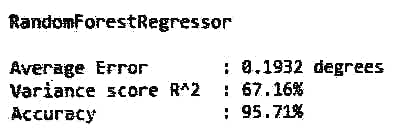 RandomForestRegressor
Average Error : 0.1932 degrees
Variance score R^2 : 67.16%
Accuracy : 95.71%